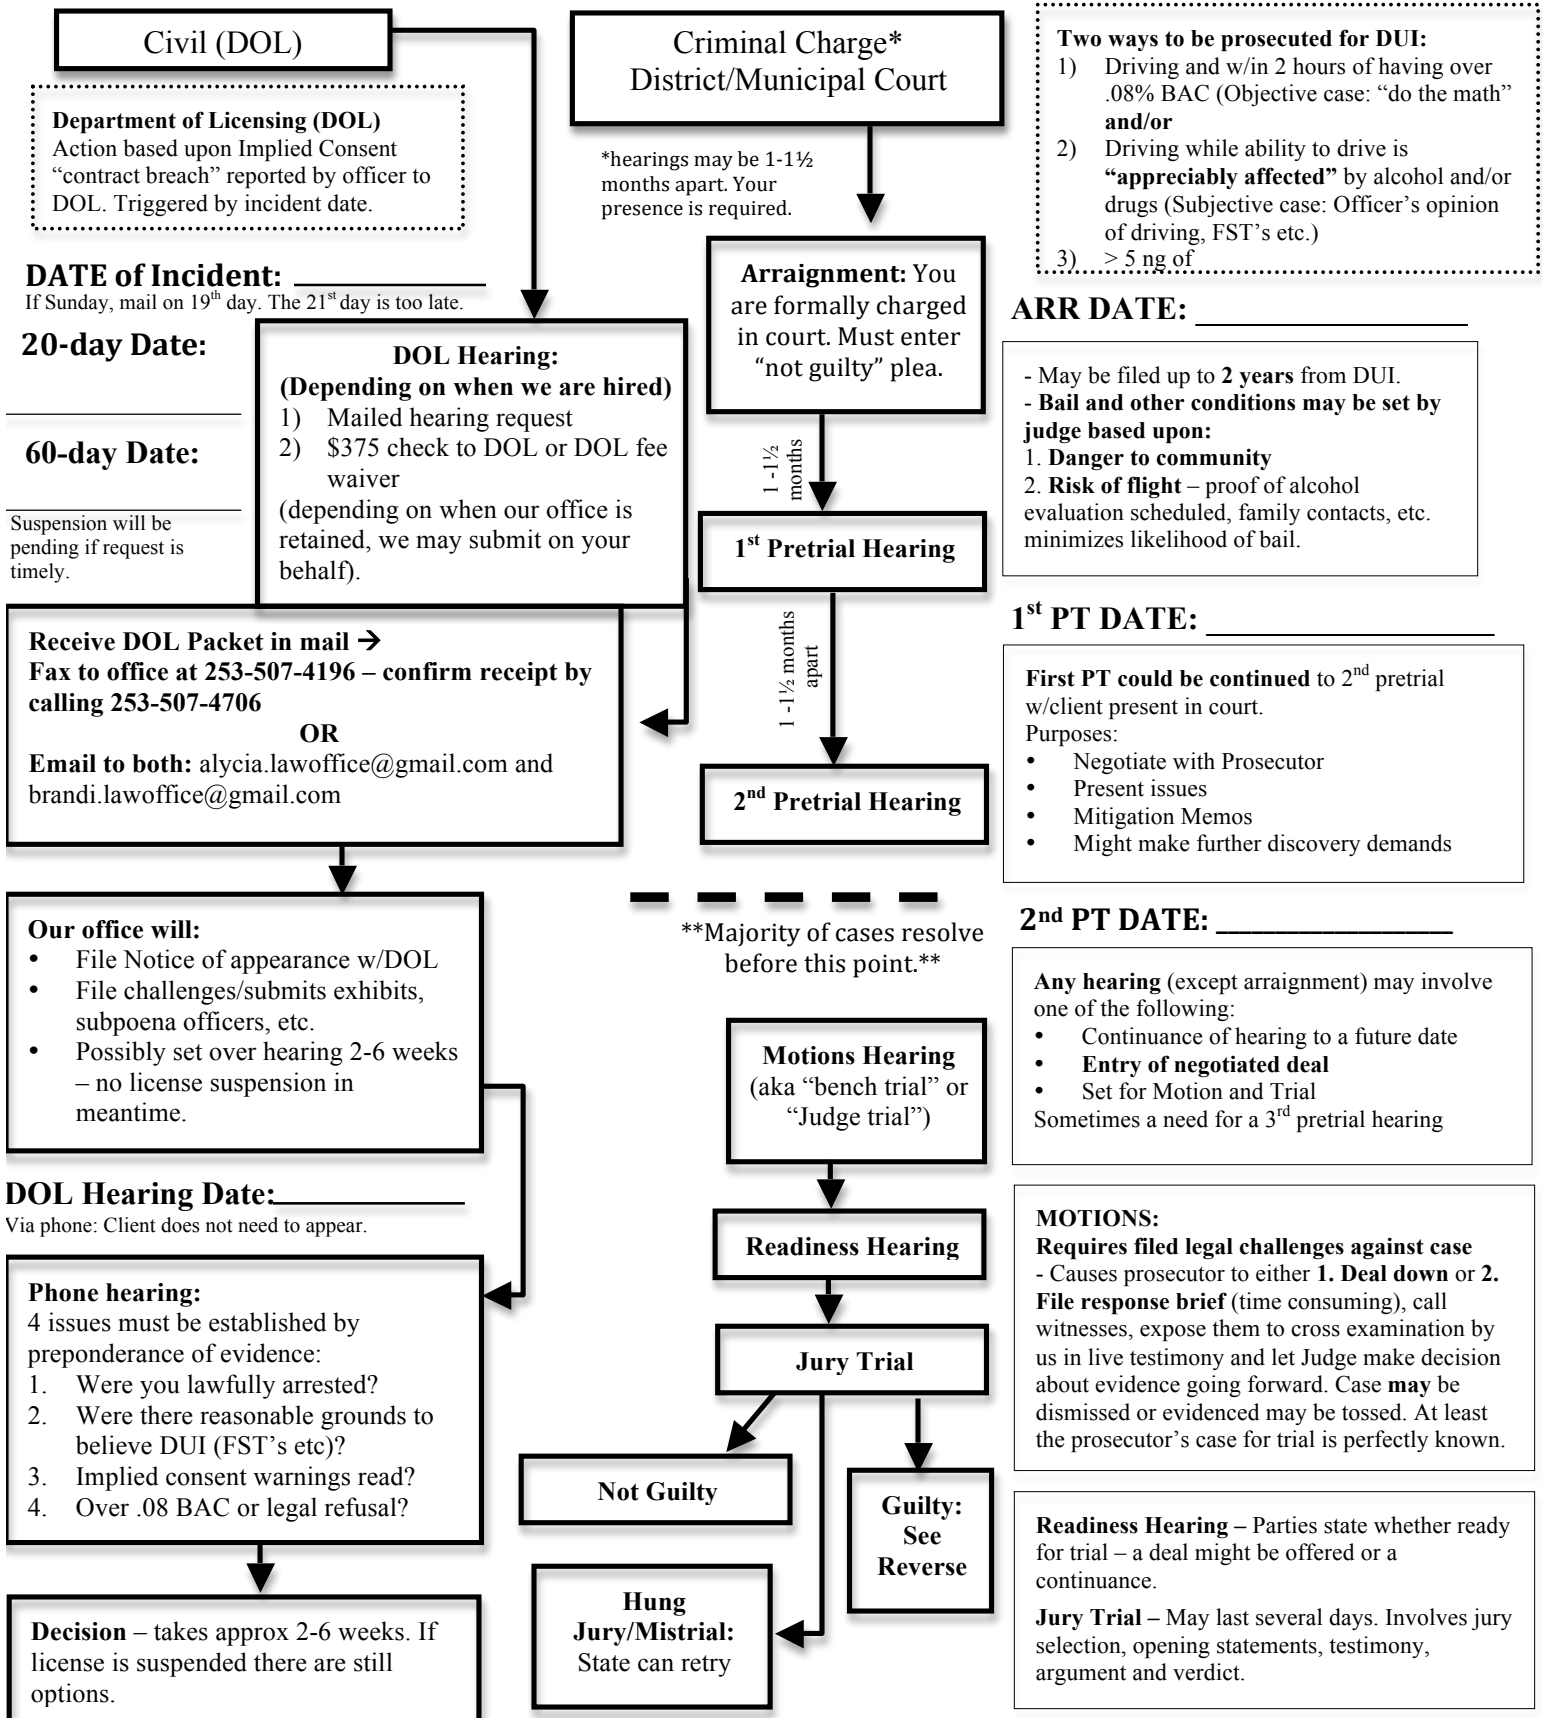 Civil (DOL)
Department of Licensing (DOL)
Action based upon Implied Consent
“contract breach” reported by officer to
DOL. Triggered by incident date.
DATE of Incident: ____________
If Sunday, mail on 19th day. The 21st day is too late.
20-day Date:
60-day Date:
Suspension will be
pending if request is
timely.
DOL Hearing:
(Depending on when we are hired)
1) Mailed hearing request
2) $375 check to DOL or DOL fee
waiver
(depending on when our office is
retained, we may submit on your
behalf).
Receive DOL Packet in mail →
Fax to office at 253-507-4196 – confirm receipt by
calling 253-507-4706
OR
Email to both: alycia.lawoffice@gmail.com and
brandi.lawoffice@gmail.com
Our office will:
• File Notice of appearance w/DOL
• File challenges/submits exhibits,
subpoena officers, etc.
• Possibly set over hearing 2-6 weeks
– no license suspension in
meantime.
DOL Hearing Date:____________
Via phone: Client does not need to appear.
Phone hearing:
4 issues must be established by
preponderance of evidence:
1. Were you lawfully arrested?
2. Were there reasonable grounds to
believe DUI (FST’s etc)?
3. Implied consent warnings read?
4. Over .08 BAC or legal refusal?
Decision – takes approx 2-6 weeks. If
license is suspended there are still
options.
Criminal Charge*
District/Municipal Court
*hearings may be 1-1½
months apart. Your
presence is required.
Arraignment: You
are formally charged
in court. Must enter
“not guilty” plea.
1 -1½
months
1st Pretrial Hearing
1 -1½ months
apart
2nd Pretrial Hearing
**Majority of cases resolve
before this point.**
Motions Hearing
(aka “bench trial” or
“Judge trial”)
Readiness Hearing
Jury Trial
Not Guilty
Guilty:
See
Reverse
Hung
Jury/Mistrial:
State can retry
Two ways to be prosecuted for DUI:
1) Driving and w/in 2 hours of having over
.08% BAC (Objective case: “do the math”
and/or
2) Driving while ability to drive is
“appreciably affected” by alcohol and/or
drugs (Subjective case: Officer’s opinion
of driving, FST’s etc.)
3) > 5 ng of
ARR DATE: ____________
- May be filed up to 2 years from DUI.
- Bail and other conditions may be set by
judge based upon:
1. Danger to community
2. Risk of flight – proof of alcohol
evaluation scheduled, family contacts, etc.
minimizes likelihood of bail.
1st PT DATE: ____________
First PT could be continued to 2nd pretrial
w/client present in court.
Purposes:
• Negotiate with Prosecutor
• Present issues
• Mitigation Memos
• Might make further discovery demands
2nd PT DATE: ____________
Any hearing (except arraignment) may involve
one of the following:
• Continuance of hearing to a future date
• Entry of negotiated deal
• Set for Motion and Trial
Sometimes a need for a 3rd pretrial hearing
MOTIONS:
Requires filed legal challenges against case
- Causes prosecutor to either 1. Deal down or 2.
File response brief (time consuming), call
witnesses, expose them to cross examination by
us in live testimony and let Judge make decision
about evidence going forward. Case may be
dismissed or evidenced may be tossed. At least
the prosecutor’s case for trial is perfectly known.
Readiness Hearing – Parties state whether ready
for trial – a deal might be offered or a
continuance.
Jury Trial – May last several days. Involves jury
selection, opening statements, testimony,
argument and verdict.